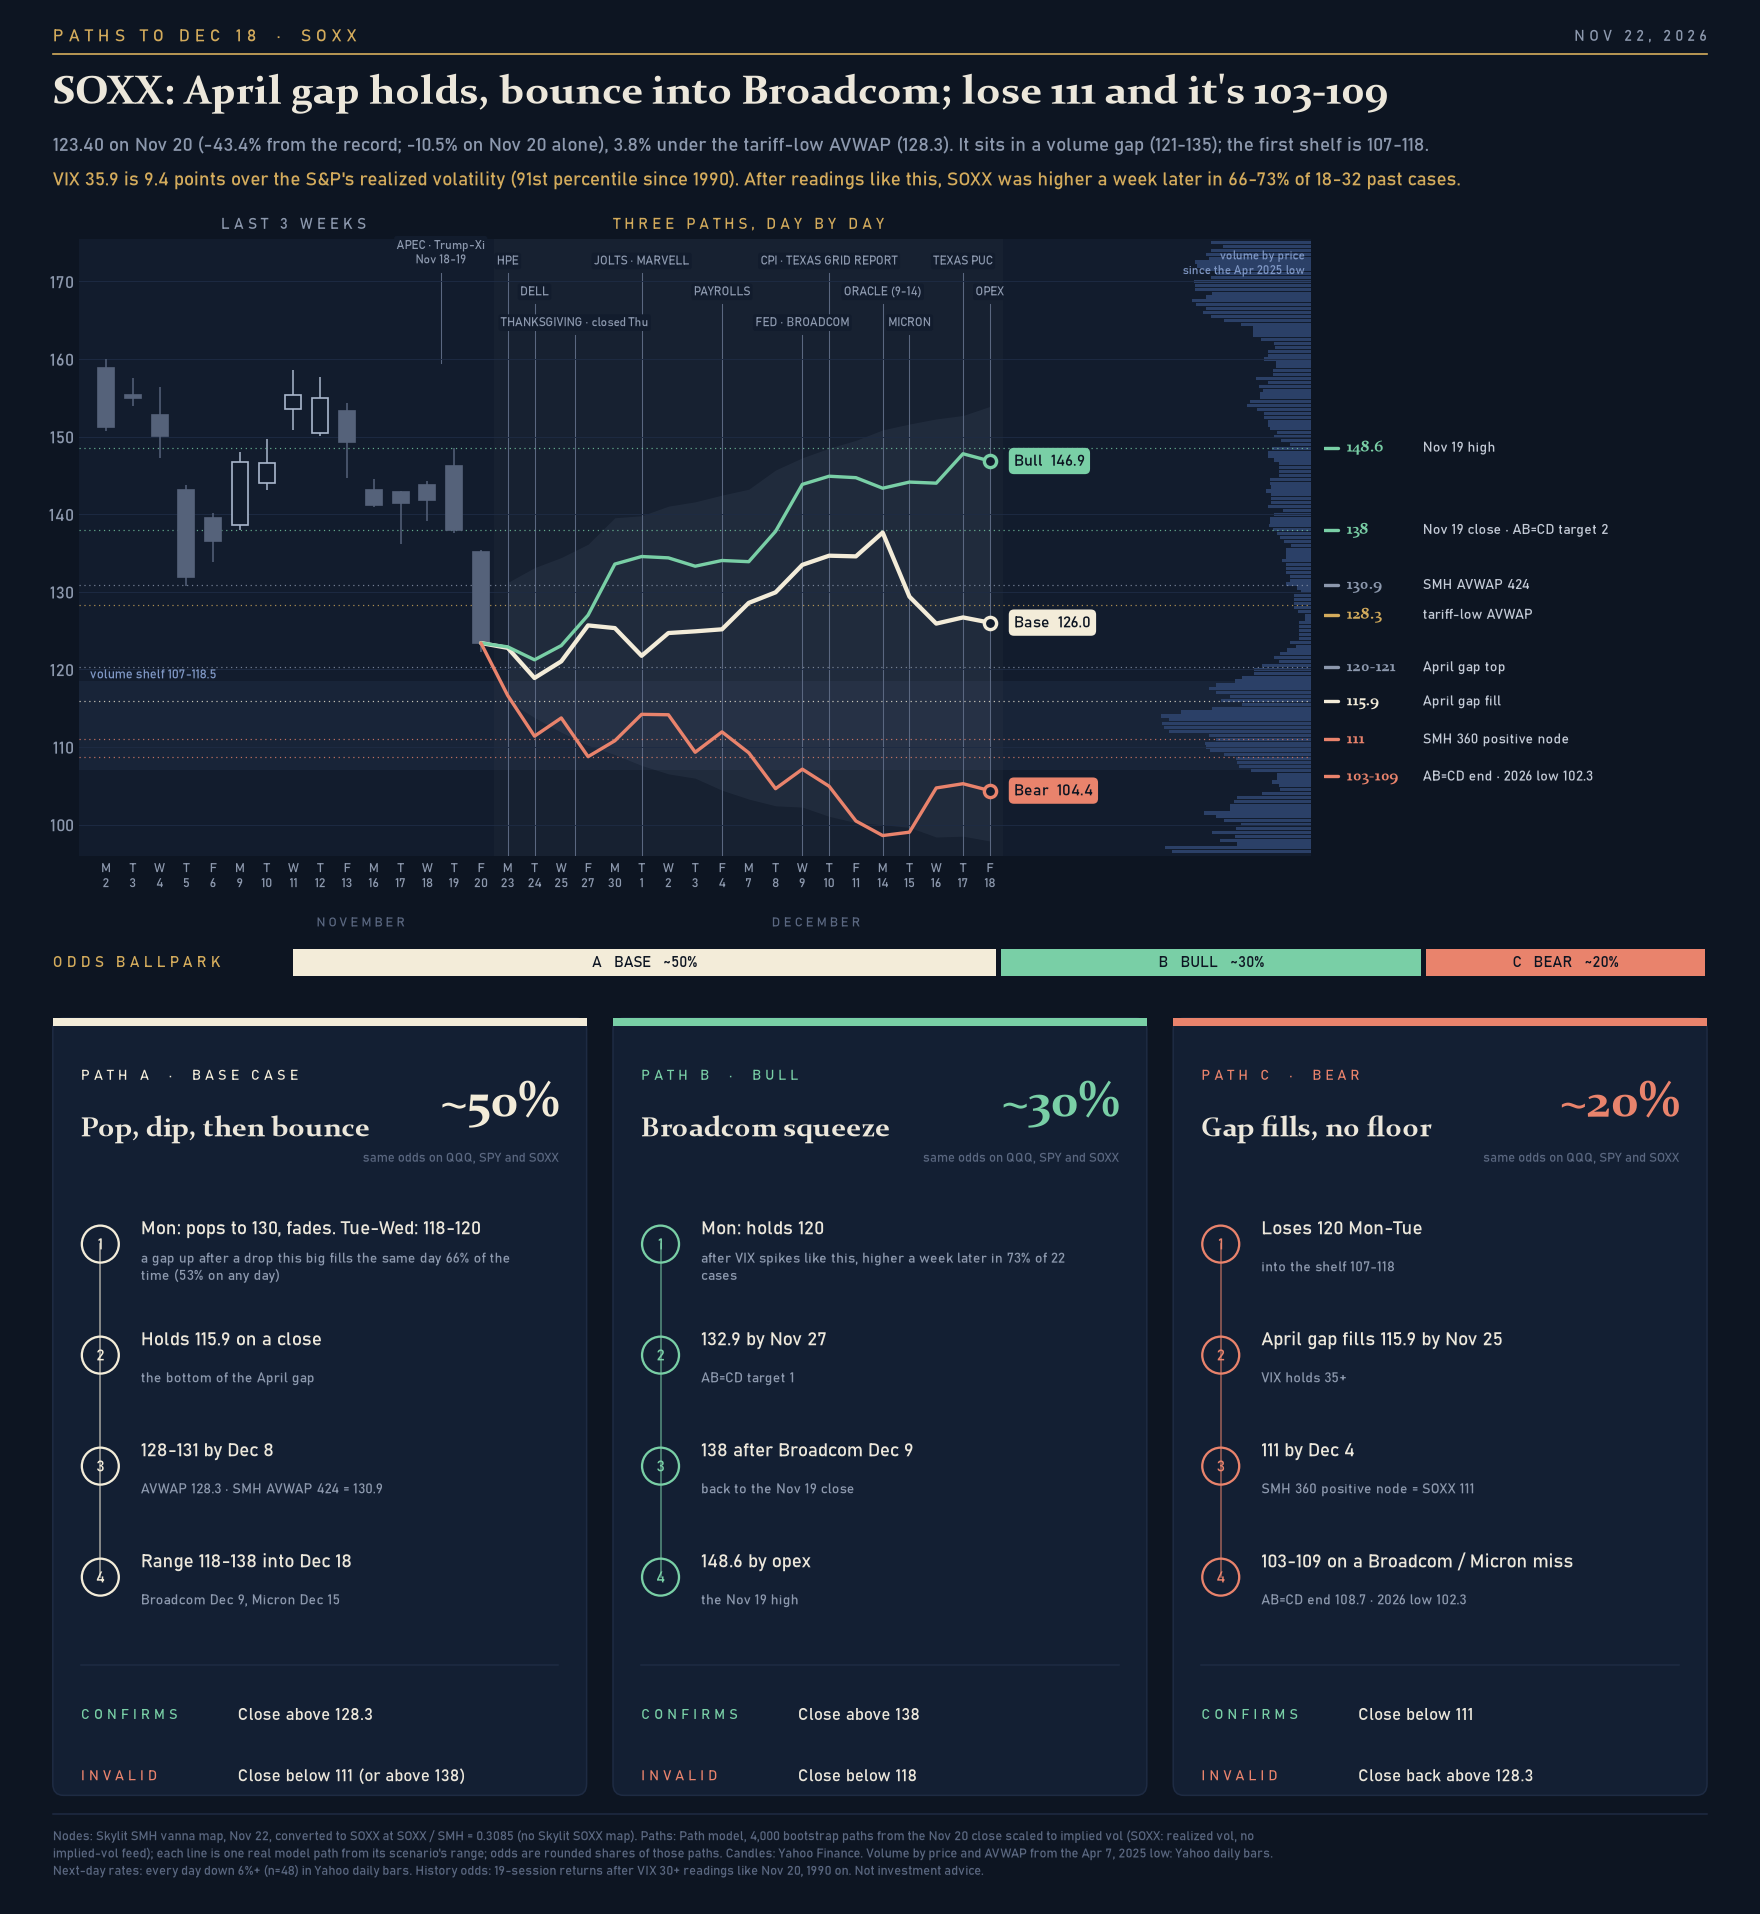 PATHS TO DEC 18 · SOXX
NOV 22, 2026
SOXX: April gap holds, bounce into Broadcom; lose 111 and it's 103-109
123.40 on Nov 20 (-43.4% from the record; -10.5% on Nov 20 alone), 3.8% under the tariff-low AVWAP (128.3). It sits in a volume gap (121-135); the first shelf is 107-118.
VIX 35.9 is 9.4 points over the S&P's realized volatility (91st percentile since 1990). After readings like this, SOXX was higher a week later in 66-73% of 18-32 past cases.
LAST 3 WEEKS
THREE PATHS, DAY BY DAY
APEC · Trump-Xi
Nov 18-19
HPE
JOLTS · MARVELL
CPI · TEXAS GRID REPORT
TEXAS PUC
volume by price
since the Apr 2025 low
DELL
PAYROLLS
ORACLE (9-14)
OPEX
THANKSGIVING · closed Thu
FED · BROADCOM
MICRON
170
160
150
140
130
120
110
100
volume shelf 107-118.5
Bull 146.9
Base 126.0
Bear 104.4
148.6 Nov 19 high
138 Nov 19 close · AB=CD target 2
130.9 SMH AVWAP 424
128.3 tariff-low AVWAP
120-121 April gap top
115.9 April gap fill
111 SMH 360 positive node
103-109 AB=CD end · 2026 low 102.3
M T W T F M T W T F M T W T F M T W F M T W T F M T W T F M T W T F
2 3 4 5 6 9 10 11 12 13 16 17 18 19 20 23 24 25 27 30 1 2 3 4 7 8 9 10 11 14 15 16 17 18
NOVEMBER
DECEMBER
ODDS BALLPARK
A BASE ~50%
B BULL ~30%
C BEAR ~20%
PATH A · BASE CASE
~50%
Pop, dip, then bounce
same odds on QQQ, SPY and SOXX
1
Mon: pops to 130, fades. Tue-Wed: 118-120
a gap up after a drop this big fills the same day 66% of the
time (53% on any day)
2
Holds 115.9 on a close
the bottom of the April gap
3
128-131 by Dec 8
AVWAP 128.3 · SMH AVWAP 424 = 130.9
4
Range 118-138 into Dec 18
Broadcom Dec 9, Micron Dec 15
CONFIRMS Close above 128.3
INVALID Close below 111 (or above 138)
PATH B · BULL
~30%
Broadcom squeeze
same odds on QQQ, SPY and SOXX
1
Mon: holds 120
after VIX spikes like this, higher a week later in 73% of 22
cases
2
132.9 by Nov 27
AB=CD target 1
3
138 after Broadcom Dec 9
back to the Nov 19 close
4
148.6 by opex
the Nov 19 high
CONFIRMS Close above 138
INVALID Close below 118
PATH C · BEAR
~20%
Gap fills, no floor
same odds on QQQ, SPY and SOXX
1
Loses 120 Mon-Tue
into the shelf 107-118
2
April gap fills 115.9 by Nov 25
VIX holds 35+
3
111 by Dec 4
SMH 360 positive node = SOXX 111
4
103-109 on a Broadcom / Micron miss
AB=CD end 108.7 · 2026 low 102.3
CONFIRMS Close below 111
INVALID Close back above 128.3
Nodes: Skylit SMH vanna map, Nov 22, converted to SOXX at SOXX / SMH = 0.3085 (no Skylit SOXX map). Paths: Path model, 4,000 bootstrap paths from the Nov 20 close scaled to implied vol (SOXX: realized vol, no
implied-vol feed); each line is one real model path from its scenario's range; odds are rounded shares of those paths. Candles: Yahoo Finance. Volume by price and AVWAP from the Apr 7, 2025 low: Yahoo daily bars.
Next-day rates: every day down 6%+ (n=48) in Yahoo daily bars. History odds: 19-session returns after VIX 30+ readings like Nov 20, 1990 on. Not investment advice.